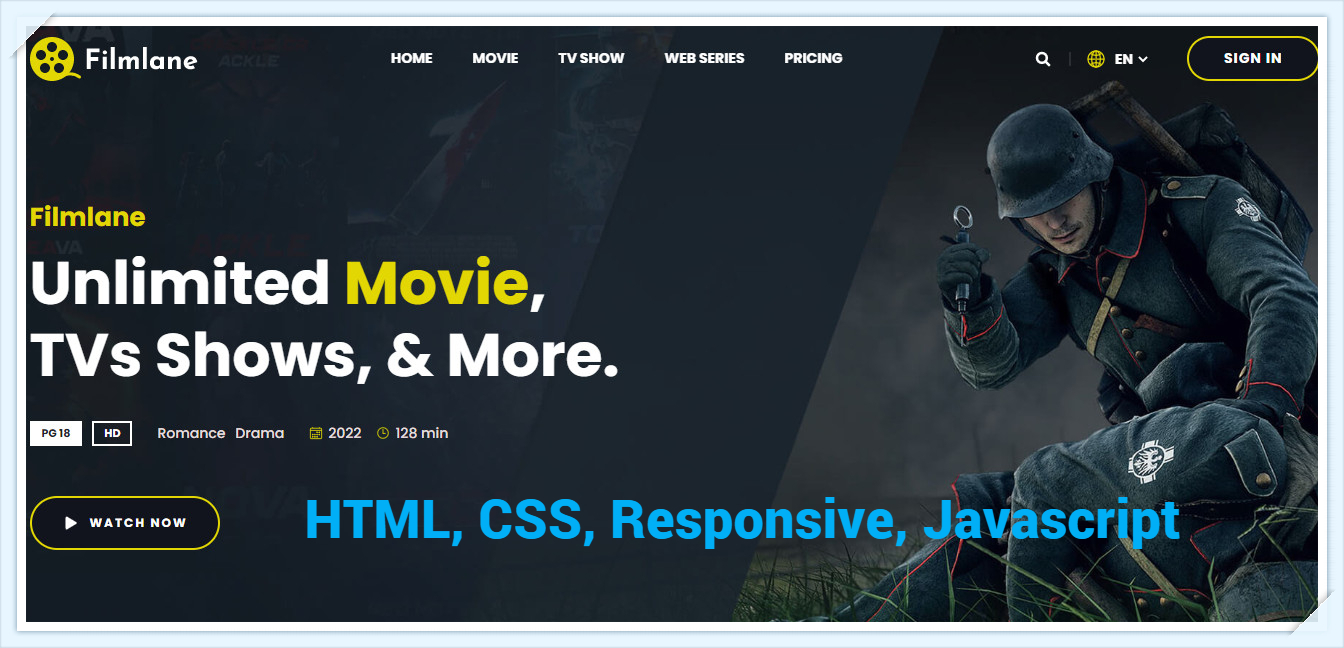 Filmlane
HOME MOVIE TV SHOW WEB SERIES PRICING
EN
SIGN IN
Filmlane
Unlimited Movie,
TVs Shows, & More.
PG 18 HD Romance Drama 2022 128 min
WATCH NOW
HTML, CSS, Responsive, Javascript